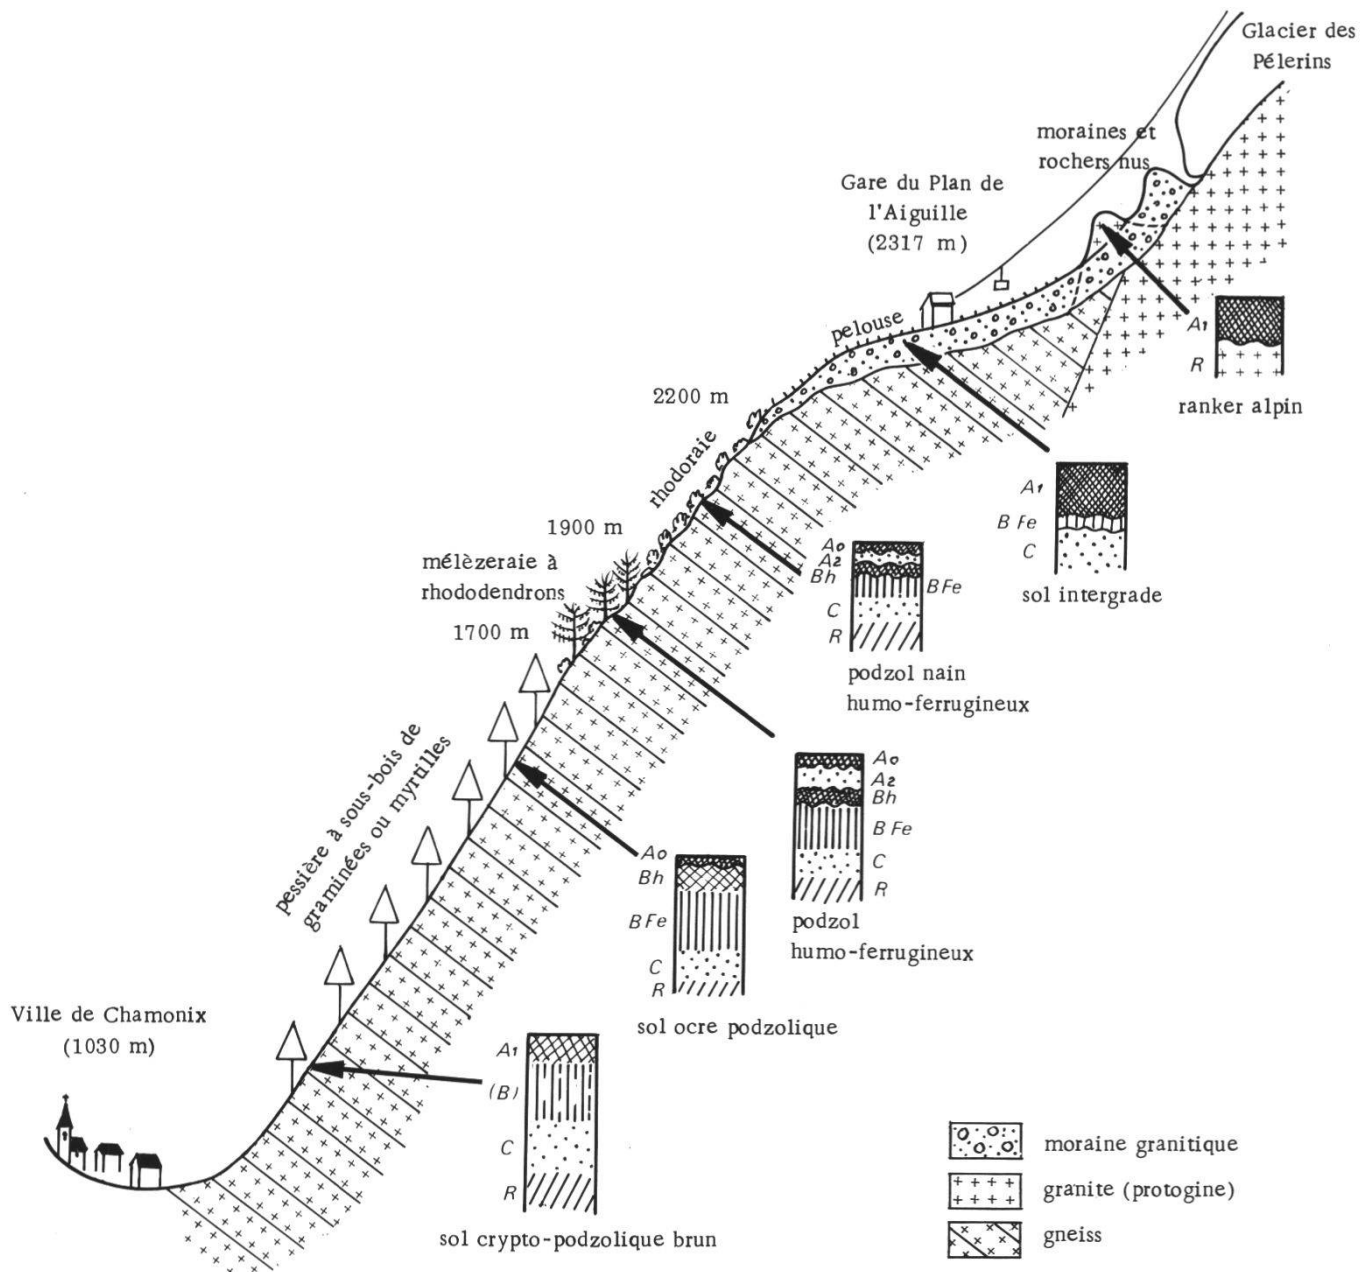 Glacier des
Pélerins
moraines et
rochers nus
Gare du Plan de
l'Aiguille
(2317 m)
A1
R
ranker alpin
pelouse
2200 m
A1
B Fe
C
sol intergrade
rhodoraie
1900 m
A0
A2
Bh
B Fe
C
R
podzol nain
humo-ferrugineux
mélèzeraie à
rhododendrons
1700 m
A0
A2
Bh
B Fe
C
R
podzol
humo-ferrugineux
pessière à sous-bois de
graminées ou myrtilles
A0
Bh
B Fe
C
R
sol ocre podzolique
Ville de Chamonix
(1030 m)
A1
(B)
C
R
sol crypto-podzolique brun
moraine granitique
granite (protogine)
gneiss